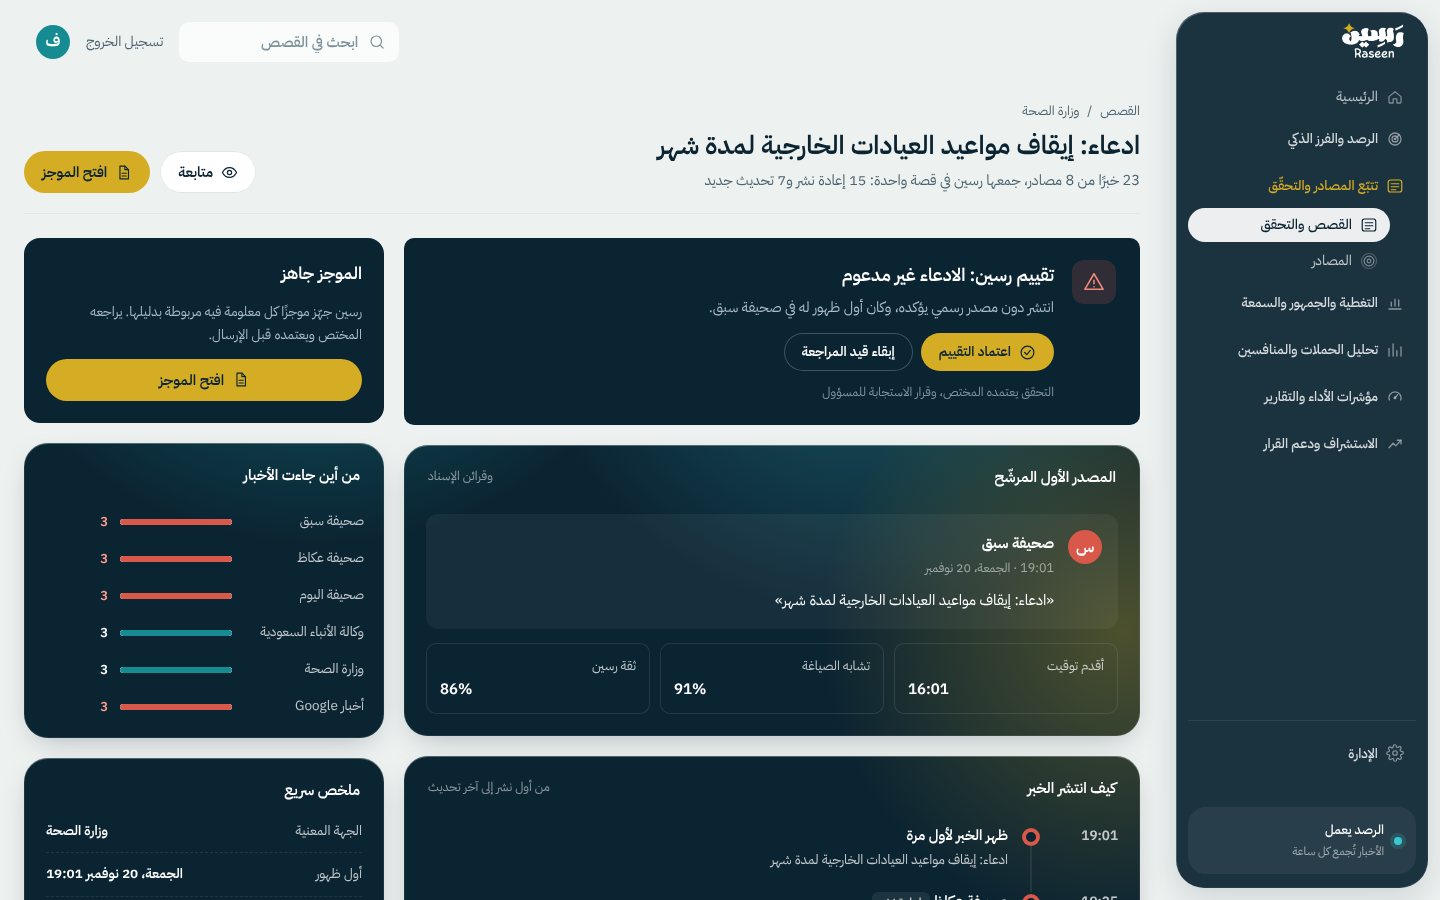 رسين
Raseen
الرئيسية
الرصد والفرز الذكي
تتبّع المصادر والتحقّق
القصص والتحقق
المصادر
التغطية والجمهور والسمعة
تحليل الحملات والمنافسين
مؤشرات الأداء والتقارير
الاستشراف ودعم القرار
الإدارة
الرصد يعمل
الأخبار تُجمع كل ساعة
ابحث في القصص
تسجيل الخروج
ف
القصص / وزارة الصحة
ادعاء: إيقاف مواعيد العيادات الخارجية لمدة شهر
23 خبرًا من 8 مصادر، جمعها رسين في قصة واحدة: 15 إعادة نشر و7 تحديث جديد
متابعة
افتح الموجز
تقييم رسين: الادعاء غير مدعوم
انتشر دون مصدر رسمي يؤكده، وكان أول ظهور له في صحيفة سبق.
اعتماد التقييم
إبقاء قيد المراجعة
التحقق يعتمده المختص، وقرار الاستجابة للمسؤول
المصدر الأول المرشّح
وقرائن الإسناد
س
صحيفة سبق
19:01 · الجمعة، 20 نوفمبر
«ادعاء: إيقاف مواعيد العيادات الخارجية لمدة شهر»
أقدم توقيت
16:01
تشابه الصياغة
91%
ثقة رسين
86%
كيف انتشر الخبر
من أول نشر إلى آخر تحديث
19:01
ظهر الخبر لأول مرة
ادعاء: إيقاف مواعيد العيادات الخارجية لمدة شهر
الموجز جاهز
رسين جهّز موجزًا كل معلومة فيه مربوطة بدليلها. يراجعه
المختص ويعتمده قبل الإرسال.
افتح الموجز
من أين جاءت الأخبار
صحيفة سبق 3
صحيفة عكاظ 3
صحيفة اليوم 3
وكالة الأنباء السعودية 3
وزارة الصحة 3
أخبار Google 3
ملخص سريع
الجهة المعنية
وزارة الصحة
أول ظهور
الجمعة، 20 نوفمبر 19:01